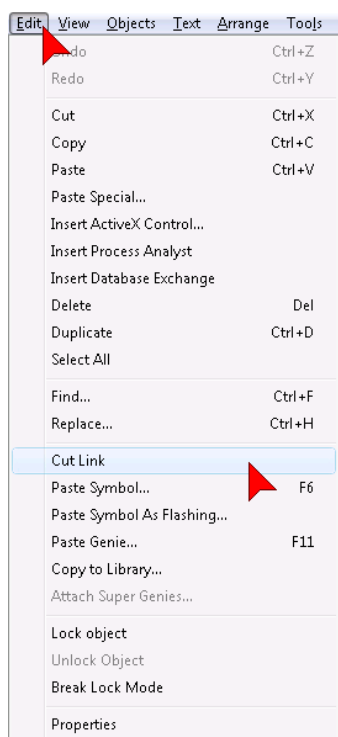 Edit View Objects Text Arrange Tools
Undo Ctrl+Z
Redo Ctrl+Y
Cut Ctrl+X
Copy Ctrl+C
Paste Ctrl+V
Paste Special...
Insert ActiveX Control...
Insert Process Analyst
Insert Database Exchange
Delete Del
Duplicate Ctrl+D
Select All
Find... Ctrl+F
Replace... Ctrl+H
Cut Link
Paste Symbol... F6
Paste Symbol As Flashing...
Paste Genie... F11
Copy to Library...
Attach Super Genies...
Lock object
Unlock Object
Break Lock Mode
Properties